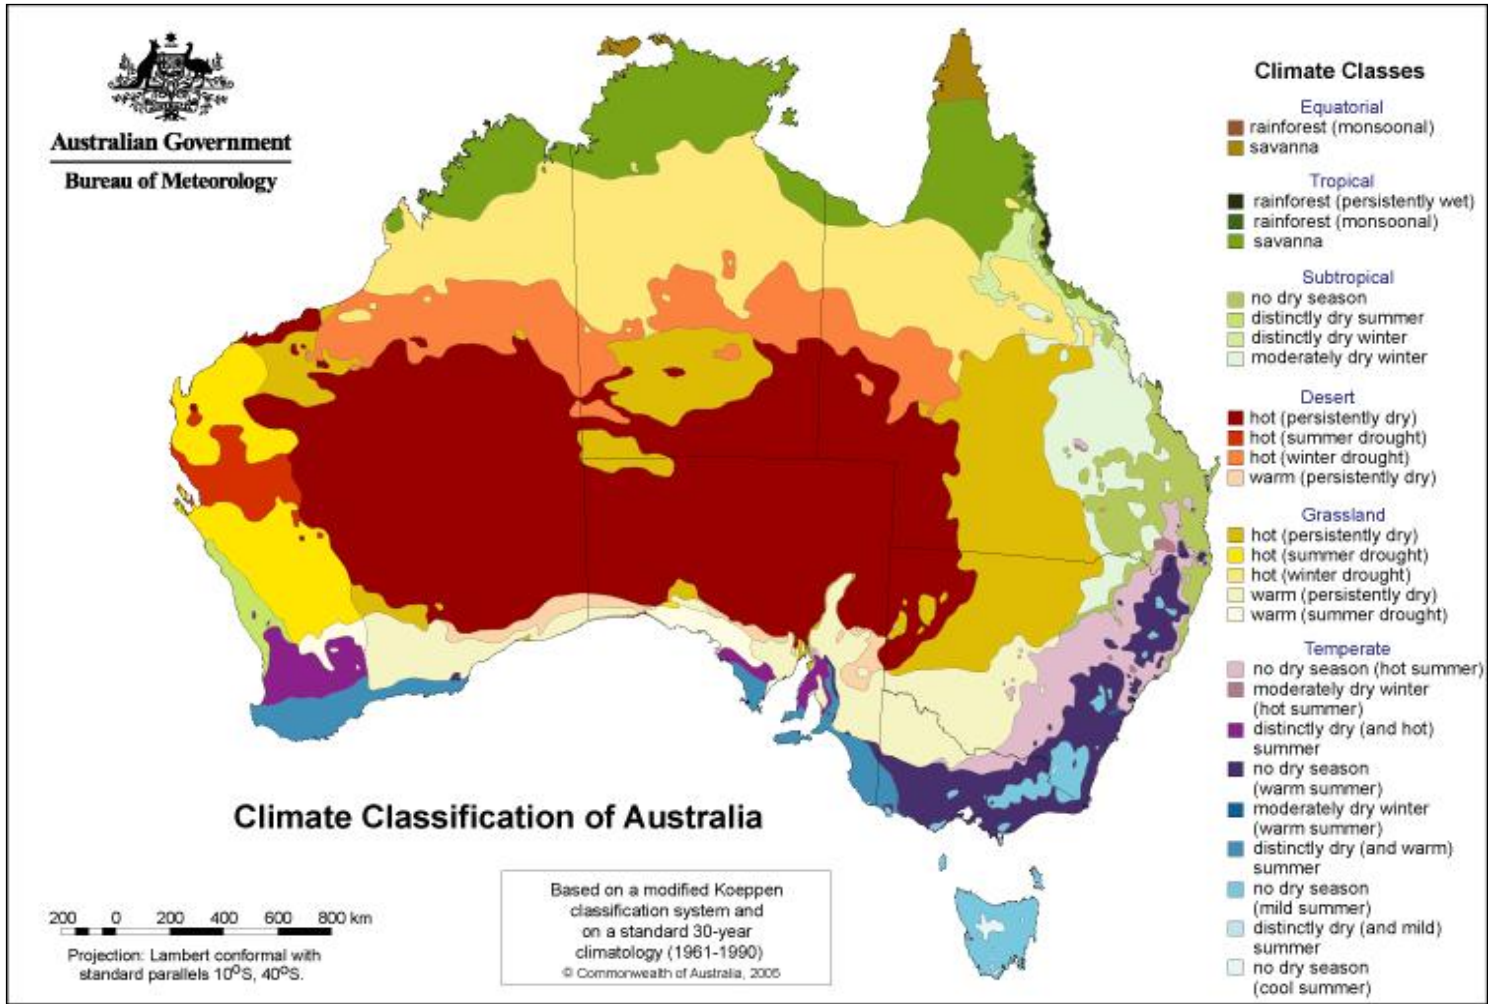 Australian Government
Bureau of Meteorology
Climate Classes
Equatorial
rainforest (monsoonal)
savanna
Tropical
rainforest (persistently wet)
rainforest (monsoonal)
savanna
Subtropical
no dry season
distinctly dry summer
distinctly dry winter
moderately dry winter
Desert
hot (persistently dry)
hot (summer drought)
hot (winter drought)
warm (persistently dry)
Grassland
hot (persistently dry)
hot (summer drought)
hot (winter drought)
warm (persistently dry)
warm (summer drought)
Temperate
no dry season (hot summer)
moderately dry winter
(hot summer)
distinctly dry (and hot)
summer
no dry season
(warm summer)
moderately dry winter
(warm summer)
distinctly dry (and warm)
summer
no dry season
(mild summer)
distinctly dry (and mild)
summer
no dry season
(cool summer)
Climate Classification of Australia
Based on a modified Koeppen
classification system and
on a standard 30-year
climatology (1961-1990)
© Commonwealth of Australia, 2005
200 0 200 400 600 800 km
Projection: Lambert conformal with
standard parallels 10ºS, 40ºS.